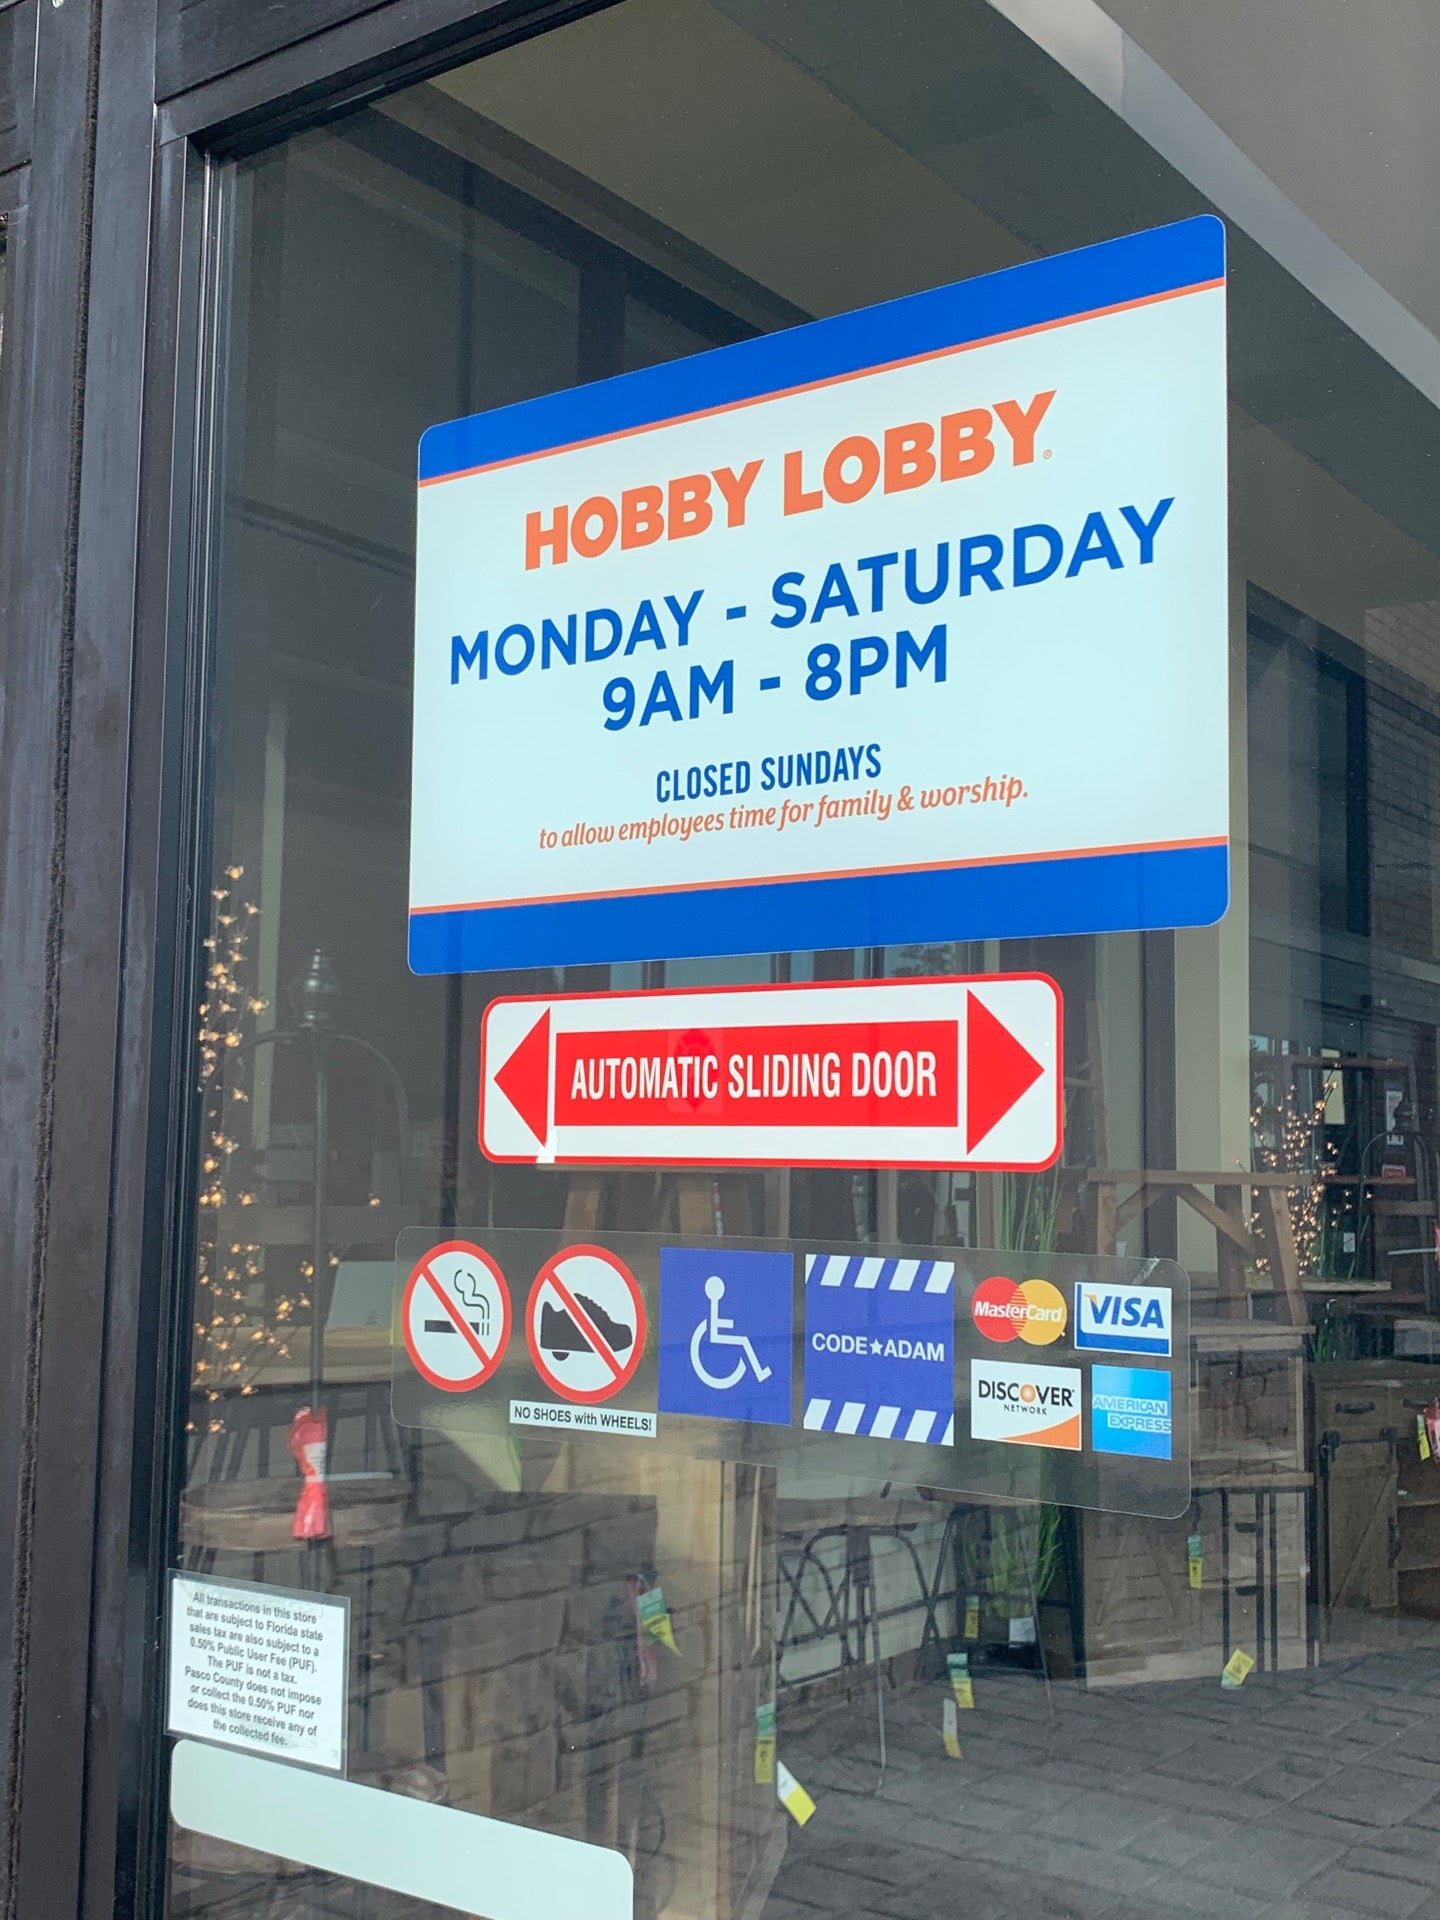 HOBBY LOBBY®
MONDAY - SATURDAY
9AM - 8PM
CLOSED SUNDAYS
to allow employees time for family & worship.
AUTOMATIC SLIDING DOOR
NO SHOES with WHEELS!
CODE★ADAM
MasterCard
VISA
DISCOVER®
NETWORK
AMERICAN
EXPRESS
All transactions in this store
that are subject to Florida state
sales tax are also subject to a
0.50% Public User Fee (PUF).
The PUF is not a tax.
Pasco County does not impose
or collect the 0.50% PUF nor
does this store receive any of
the collected fee.